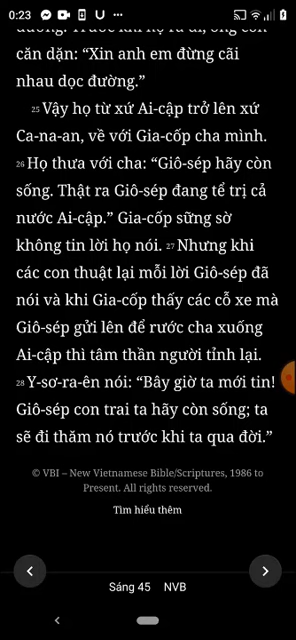 0:23
căn dặn: “Xin anh em đừng cãi
nhau dọc đường.”
25 Vậy họ từ xứ Ai-cập trở lên xứ
Ca-na-an, về với Gia-cốp cha mình.
26 Họ thưa với cha: “Giô-sép hãy còn
sống. Thật ra Giô-sép đang tể trị cả
nước Ai-cập.” Gia-cốp sững sờ
không tin lời họ nói. 27 Nhưng khi
các con thuật lại mỗi lời Giô-sép đã
nói và khi Gia-cốp thấy các cỗ xe mà
Giô-sép gửi lên để rước cha xuống
Ai-cập thì tâm thần người tỉnh lại.
28 Y-sơ-ra-ên nói: “Bây giờ ta mới tin!
Giô-sép con trai ta hãy còn sống; ta
sẽ đi thăm nó trước khi ta qua đời.”
© VBI – New Vietnamese Bible/Scriptures, 1986 to
Present. All rights reserved.
Tìm hiểu thêm
Sáng 45 NVB